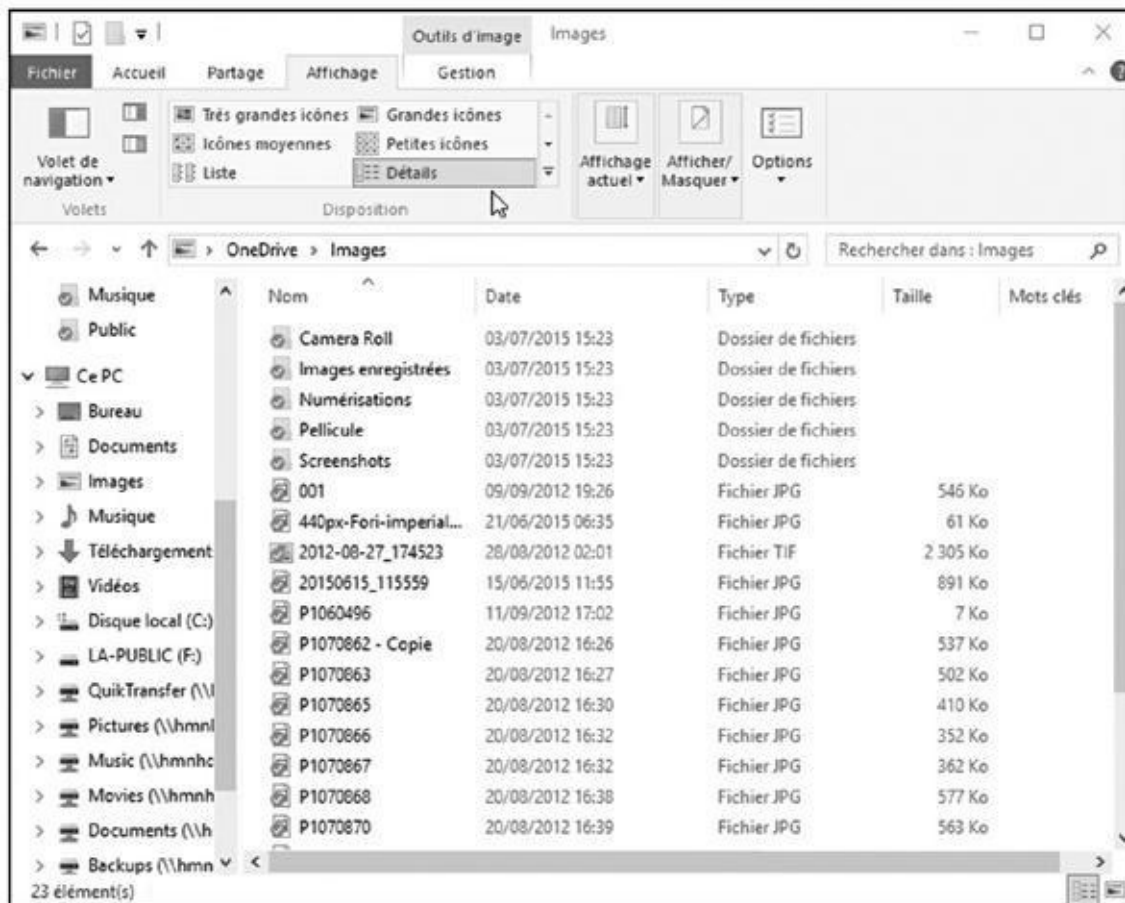 Outils d'image Images
Fichier Accueil Partage Affichage Gestion
Très grandes icônes Grandes icônes
Icônes moyennes Petites icônes
Liste Détails
Volet de navigation
Affichage actuel
Afficher/ Masquer
Options
Volets Disposition
OneDrive > Images Rechercher dans : Images
Musique
Public
Ce PC
Bureau
Documents
Images
Musique
Téléchargement
Vidéos
Disque local (C:)
LA-PUBLIC (F:)
QuikTransfer (\\l
Pictures (\\hmnl
Music (\\hmnhc
Movies (\\hmnh
Documents (\\h
Backups (\\hmn
Nom Date Type Taille Mots clés
Camera Roll 03/07/2015 15:23 Dossier de fichiers
Images enregistrées 03/07/2015 15:23 Dossier de fichiers
Numérisations 03/07/2015 15:23 Dossier de fichiers
Pellicule 03/07/2015 15:23 Dossier de fichiers
Screenshots 03/07/2015 15:23 Dossier de fichiers
001 09/09/2012 19:26 Fichier JPG 546 Ko
440px-Fori-imperial... 21/06/2015 06:35 Fichier JPG 61 Ko
2012-08-27_174523 28/08/2012 02:01 Fichier TIF 2 305 Ko
20150615_115559 15/06/2015 11:55 Fichier JPG 891 Ko
P1060496 11/09/2012 17:02 Fichier JPG 7 Ko
P1070862 - Copie 20/08/2012 16:26 Fichier JPG 537 Ko
P1070863 20/08/2012 16:27 Fichier JPG 502 Ko
P1070865 20/08/2012 16:30 Fichier JPG 410 Ko
P1070866 20/08/2012 16:32 Fichier JPG 352 Ko
P1070867 20/08/2012 16:32 Fichier JPG 362 Ko
P1070868 20/08/2012 16:38 Fichier JPG 577 Ko
P1070870 20/08/2012 16:39 Fichier JPG 563 Ko
23 élément(s)